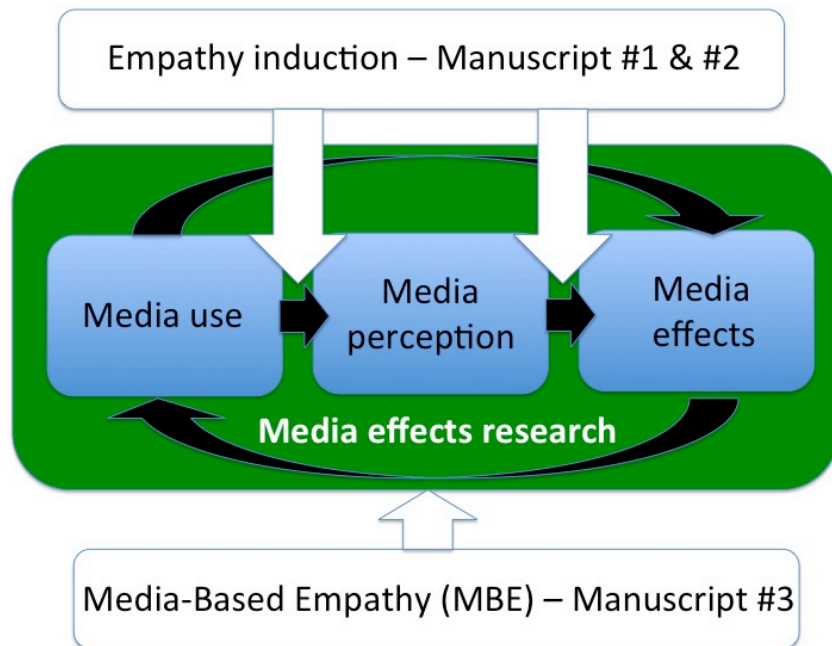 Empathy induction – Manuscript #1 & #2
Media use
Media
perception
Media
effects
Media effects research
Media-Based Empathy (MBE) – Manuscript #3